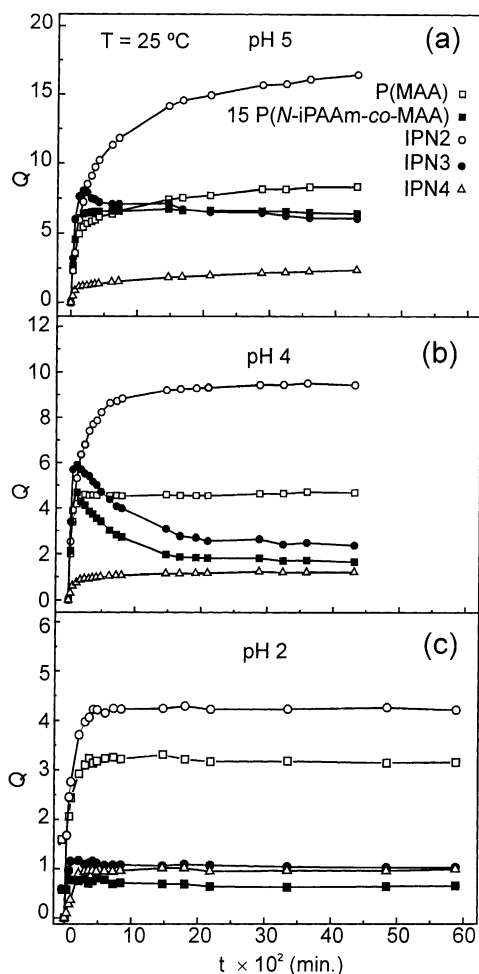 T = 25 ºC pH 5 (a)
20
15
10
5
0
Q
P(MAA)
15 P(N-iPAAm-co-MAA)
IPN2
IPN3
IPN4
pH 4 (b)
12
10
8
6
4
2
0
Q
pH 2 (c)
6
5
4
3
2
1
0
Q
0 10 20 30 40 50 60
t × 10² (min.)